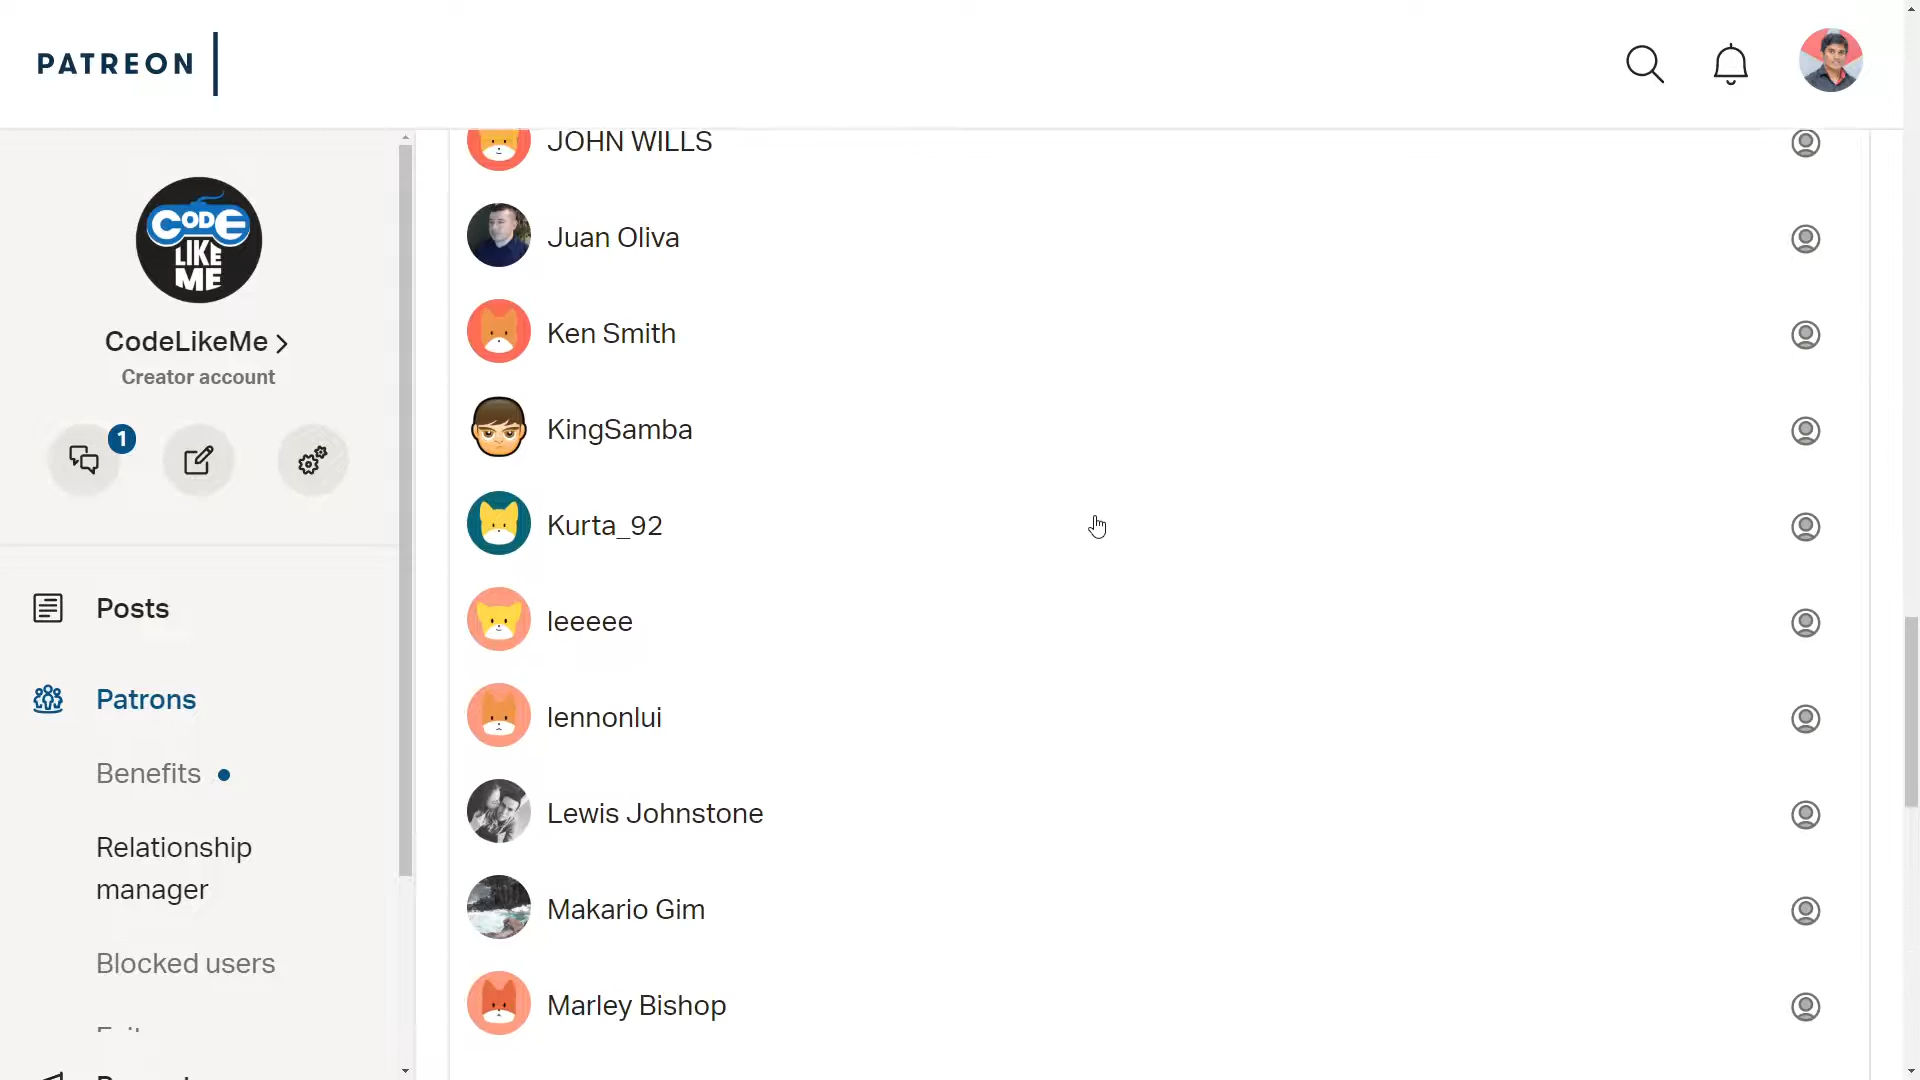 PATREON
CODE
LIKE
ME
CodeLikeMe
Creator account
1
Posts
Patrons
Benefits
Relationship
manager
Blocked users
JOHN WILLS
Juan Oliva
Ken Smith
KingSamba
Kurta_92
leeeee
lennonlui
Lewis Johnstone
Makario Gim
Marley Bishop